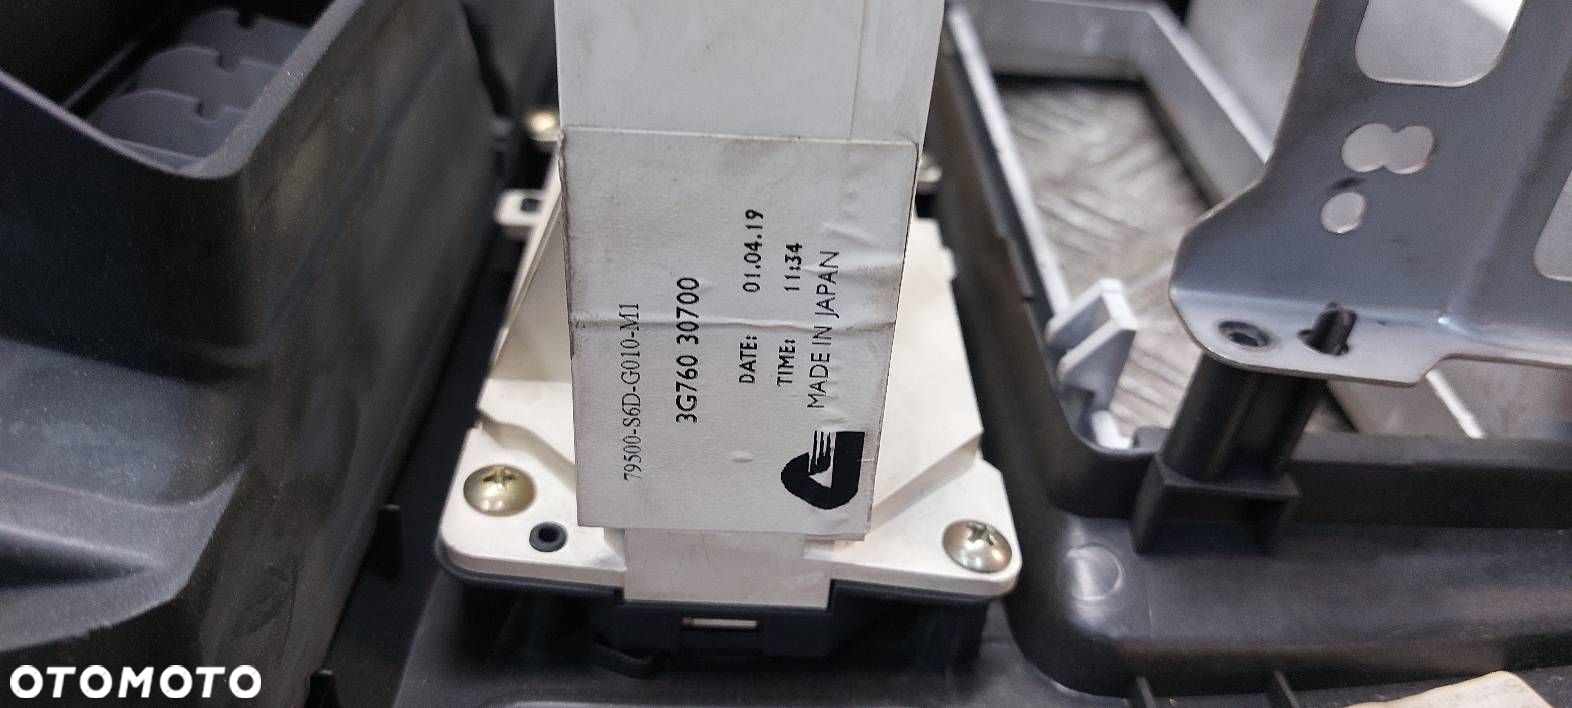 79500-S6D-G010-M1
3G760 30700
DATE: 01.04.19
TIME: 11:34
MADE IN JAPAN
OTOMOTO